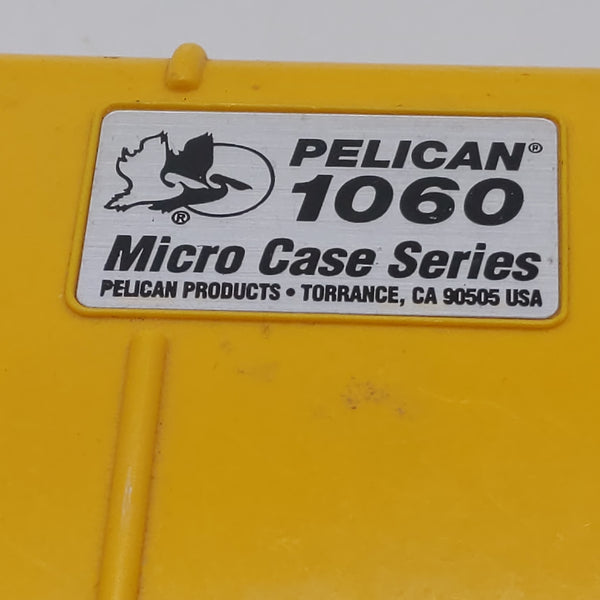 PELICAN®
1060
®
Micro Case Series
PELICAN PRODUCTS • TORRANCE, CA 90505 USA